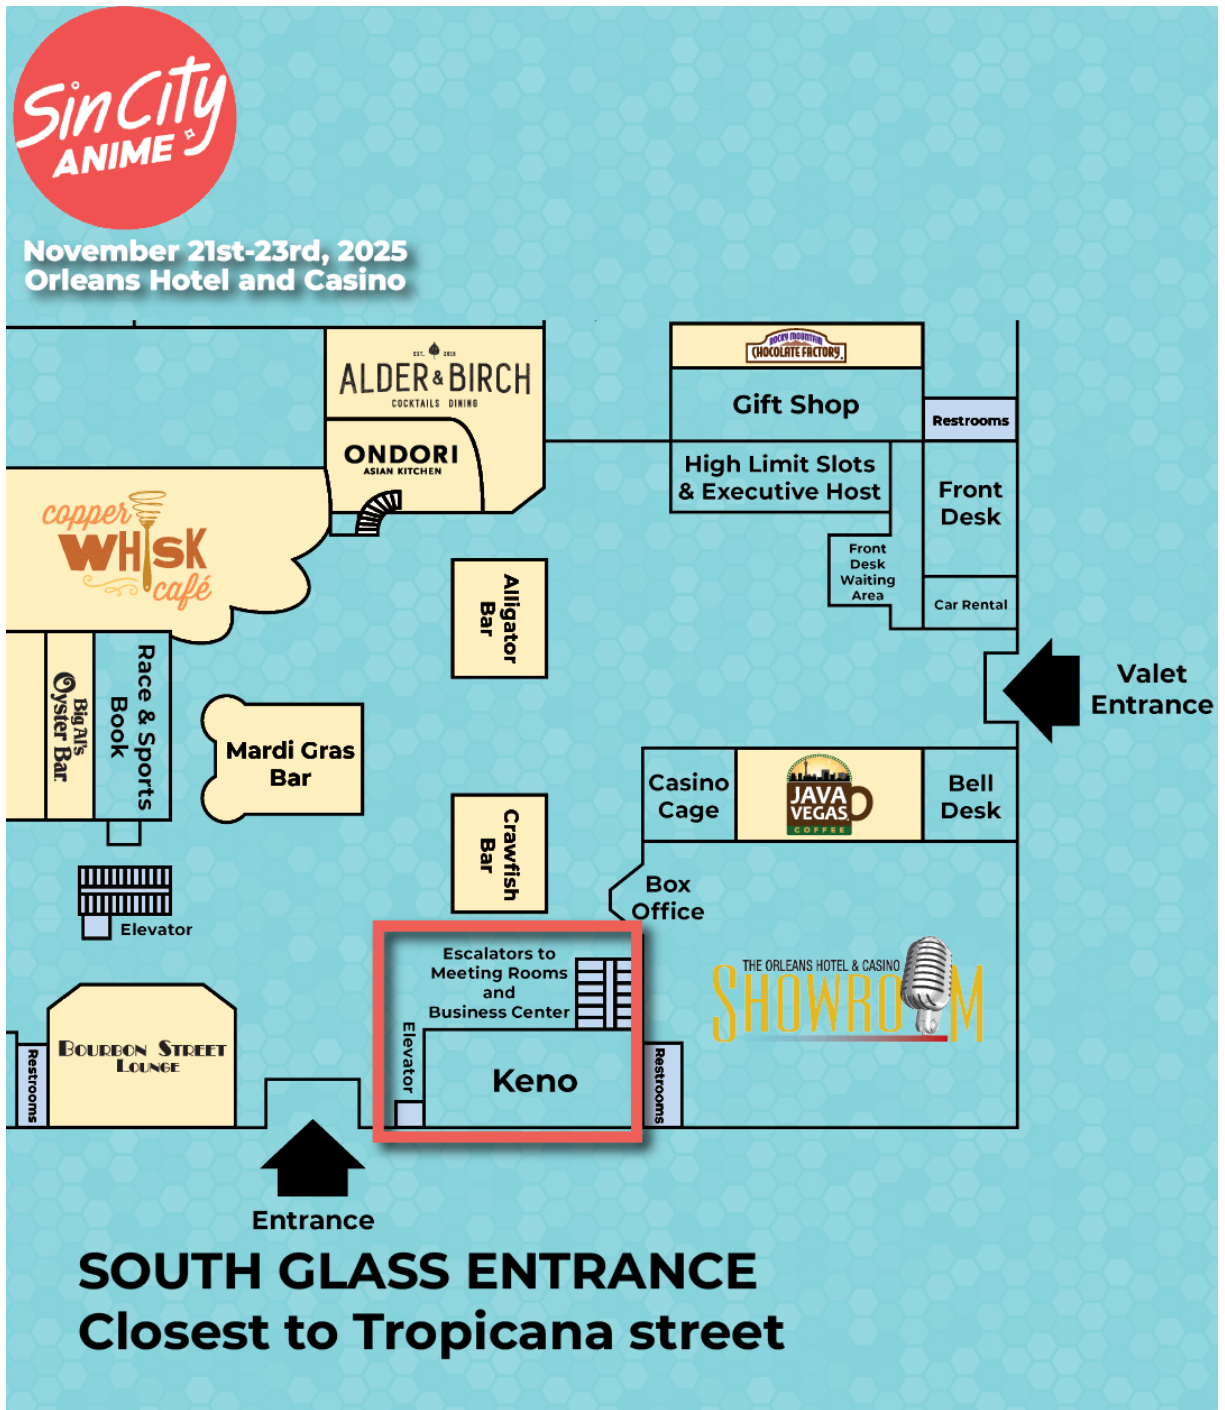 Sin City
ANIME
November 21st-23rd, 2025
Orleans Hotel and Casino
EST. 2016
ALDER & BIRCH
COCKTAILS DINING
ONDORI
ASIAN KITCHEN
ROCKY MOUNTAIN
CHOCOLATE FACTORY
Gift Shop
Restrooms
High Limit Slots
& Executive Host
Front
Desk
Front
Desk
Waiting
Area
Car Rental
copper
WHISK
café
Alligator
Bar
Valet
Entrance
Big Al's
Oyster Bar
Race & Sports
Book
Mardi Gras
Bar
Casino
Cage
JAVA
VEGAS
COFFEE
Bell
Desk
Crawfish
Bar
Box
Office
Elevator
Escalators to
Meeting Rooms
and
Business Center
THE ORLEANS HOTEL & CASINO
SHOWROOM
Restrooms
BOURBON STREET
LOUNGE
Elevator
Keno
Restrooms
Entrance
SOUTH GLASS ENTRANCE
Closest to Tropicana street